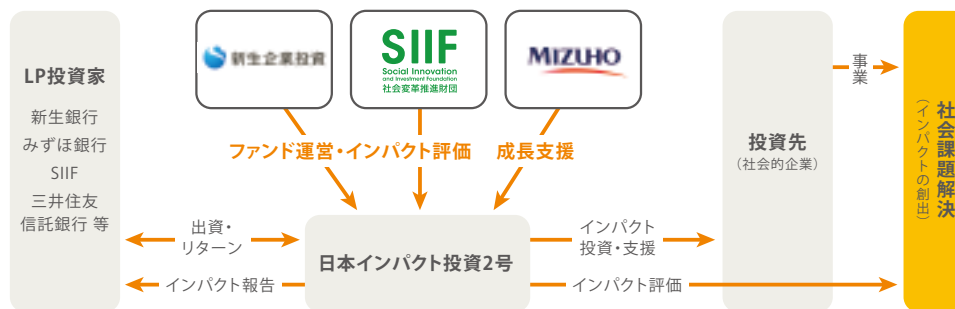 LP投資家
新生銀行
みずほ銀行
SIIF
三井住友
信託銀行 等
新生企業投資
SIIF
Social Innovation
and Investment Foundation
社会変革推進財団
MIZUHO
ファンド運営・インパクト評価
成長支援
出資・
リターン
インパクト報告
日本インパクト投資2号
インパクト
投資・支援
インパクト評価
投資先
(社会的企業)
事業
社会課題解決
(インパクトの創出)